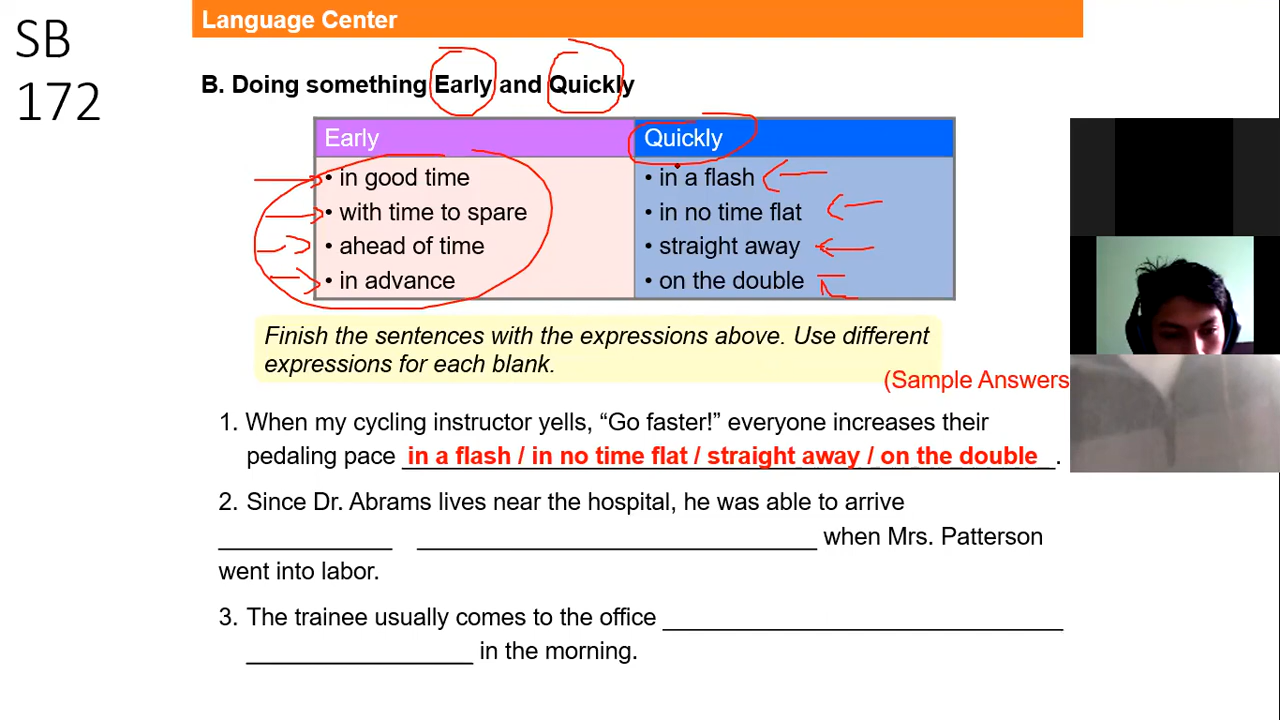 SB
172
Language Center
B. Doing something Early and Quickly
Early
• in good time
• with time to spare
• ahead of time
• in advance
Quickly
• in a flash
• in no time flat
• straight away
• on the double
Finish the sentences with the expressions above. Use different
expressions for each blank.
(Sample Answers
1. When my cycling instructor yells, “Go faster!” everyone increases their
pedaling pace in a flash / in no time flat / straight away / on the double.
2. Since Dr. Abrams lives near the hospital, he was able to arrive
____________ ____________________________ when Mrs. Patterson
went into labor.
3. The trainee usually comes to the office ____________________________
________________ in the morning.